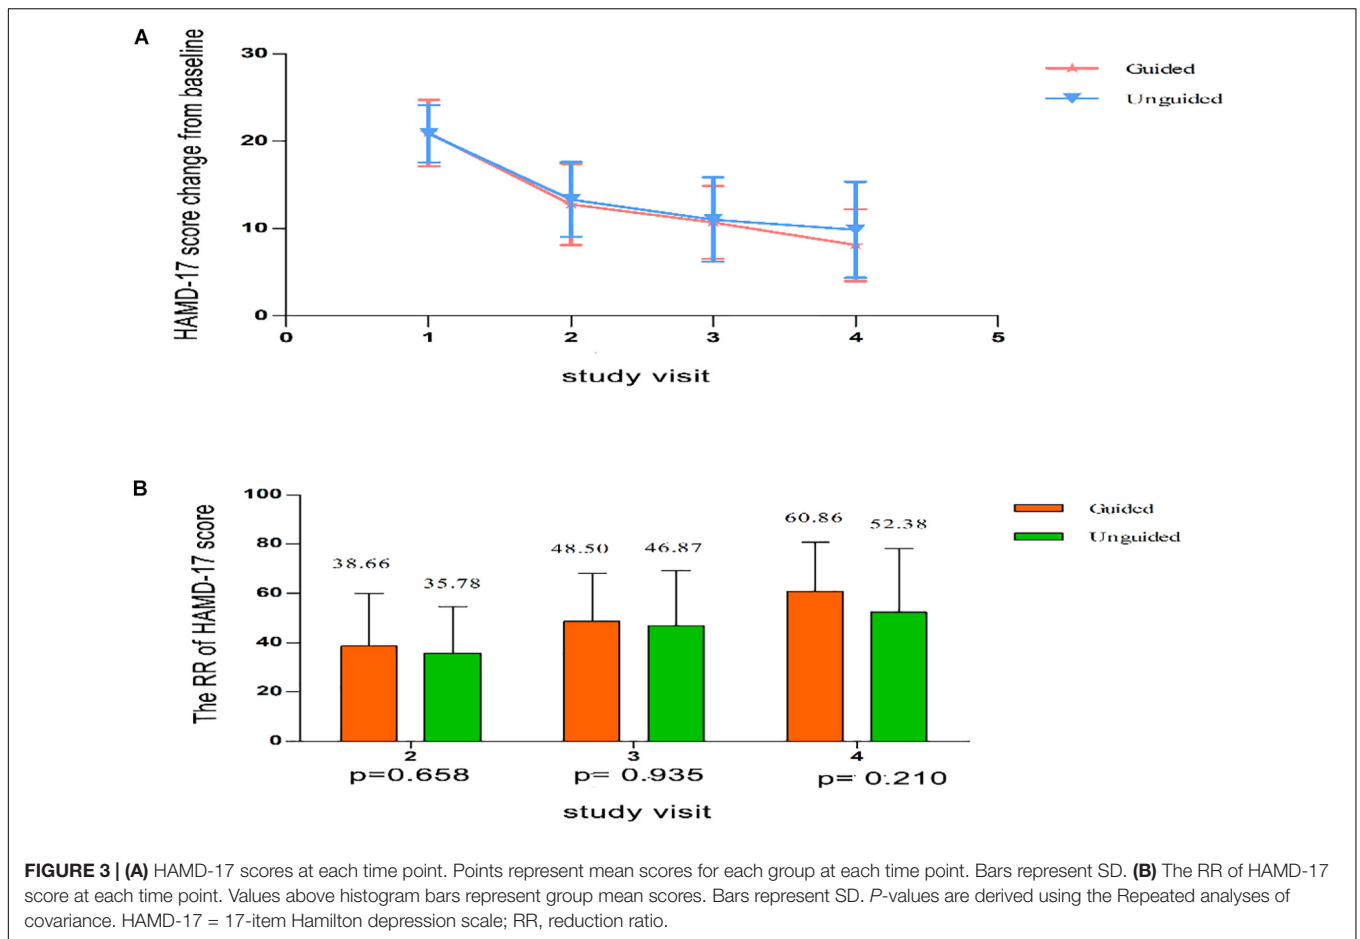 A
HAMD-17 score change from baseline
30
20
10
0
0 1 2 3 4 5
study visit
Guided
Unguided
B
The RR of HAMD-17 score
100
80
60
40
20
0
38.66 35.78 48.50 46.87 60.86 52.38
2 3 4
p=0.658 p= 0.935 p= 0.210
study visit
Guided
Unguided
FIGURE 3 | (A) HAMD-17 scores at each time point. Points represent mean scores for each group at each time point. Bars represent SD. (B) The RR of HAMD-17
score at each time point. Values above histogram bars represent group mean scores. Bars represent SD. P-values are derived using the Repeated analyses of
covariance. HAMD-17 = 17-item Hamilton depression scale; RR, reduction ratio.